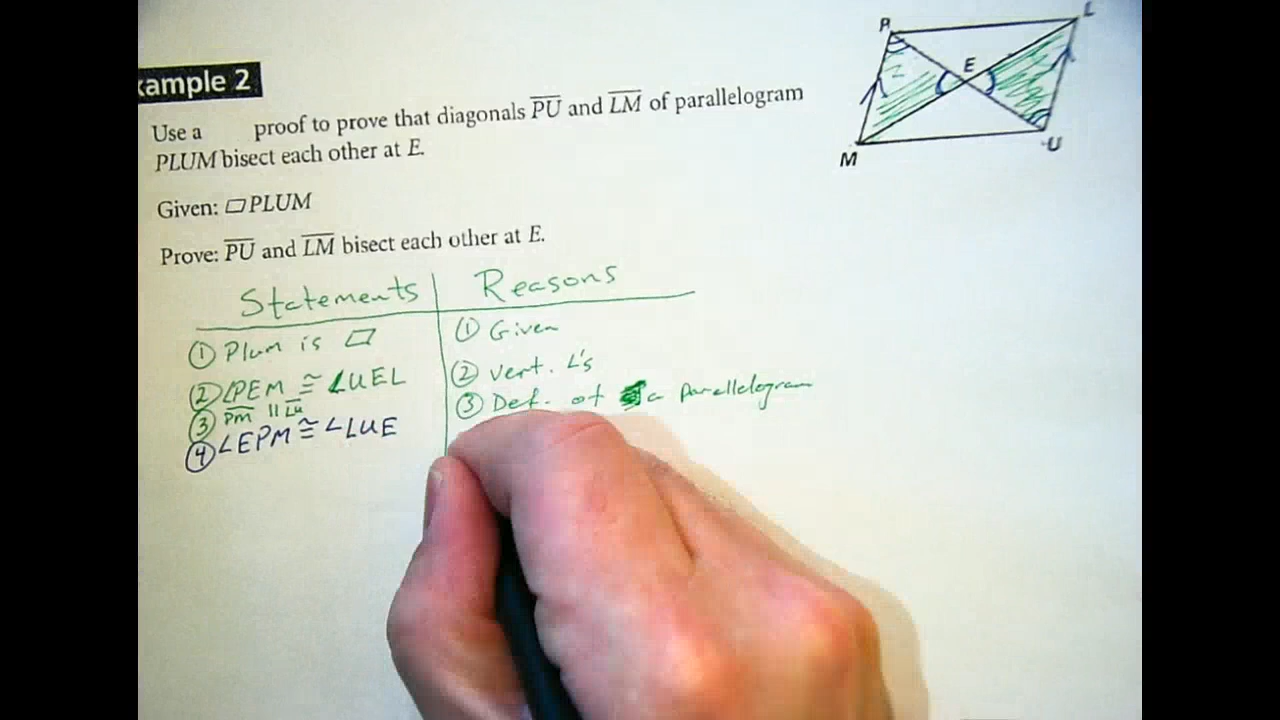 xample 2
Use a proof to prove that diagonals PU and LM of parallelogram
PLUM bisect each other at E.
Given: ▱PLUM
Prove: PU and LM bisect each other at E.
Statements Reasons
① Plum is ▱ ① Given
② ∠PEM ≅ ∠UEL ② Vert. ∠'s
③ PM || LU ③ Def. of a parellelogram
④ ∠EPM ≅ ∠LUE
P L
E
M U